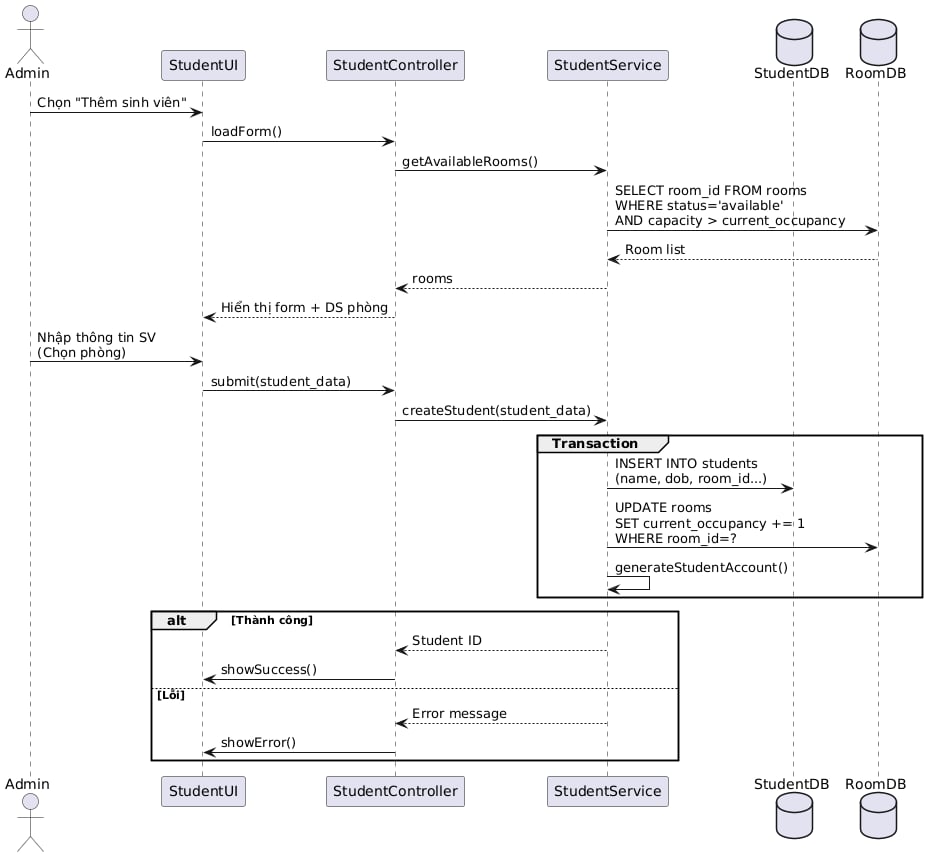 Admin
StudentUI
StudentController
StudentService
StudentDB
RoomDB
Chọn "Thêm sinh viên"
loadForm()
getAvailableRooms()
SELECT room_id FROM rooms
WHERE status='available'
AND capacity > current_occupancy
Room list
rooms
Hiển thị form + DS phòng
Nhập thông tin SV
(Chọn phòng)
submit(student_data)
createStudent(student_data)
Transaction
INSERT INTO students
(name, dob, room_id...)
UPDATE rooms
SET current_occupancy += 1
WHERE room_id=?
generateStudentAccount()
alt [Thành công]
Student ID
showSuccess()
[Lỗi]
Error message
showError()
Admin
StudentUI
StudentController
StudentService
StudentDB
RoomDB